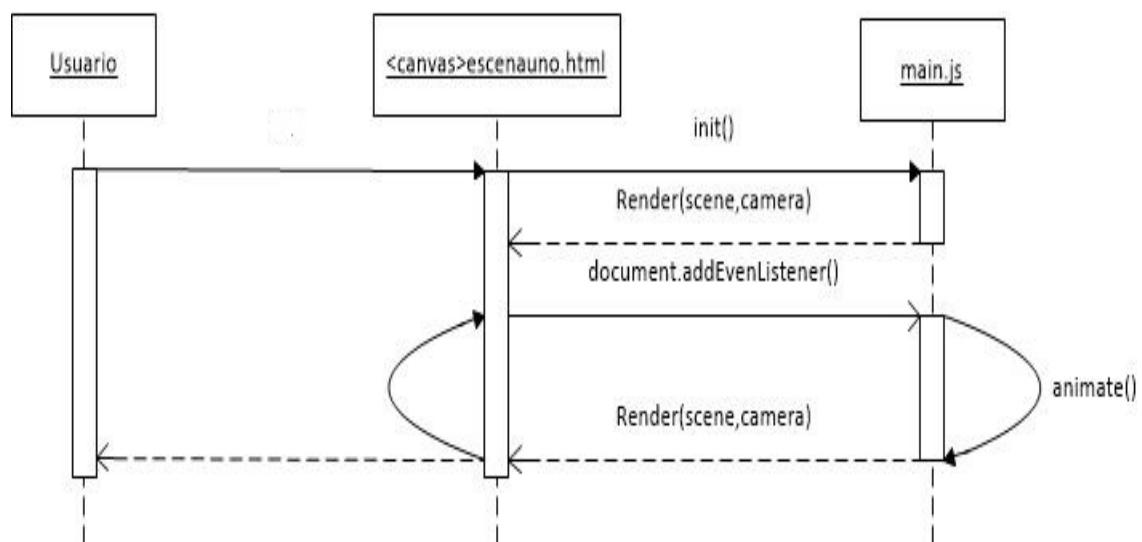 Usuario
<canvas>escenauno.html
main.js
init()
Render(scene,camera)
document.addEvenListener()
animate()
Render(scene,camera)